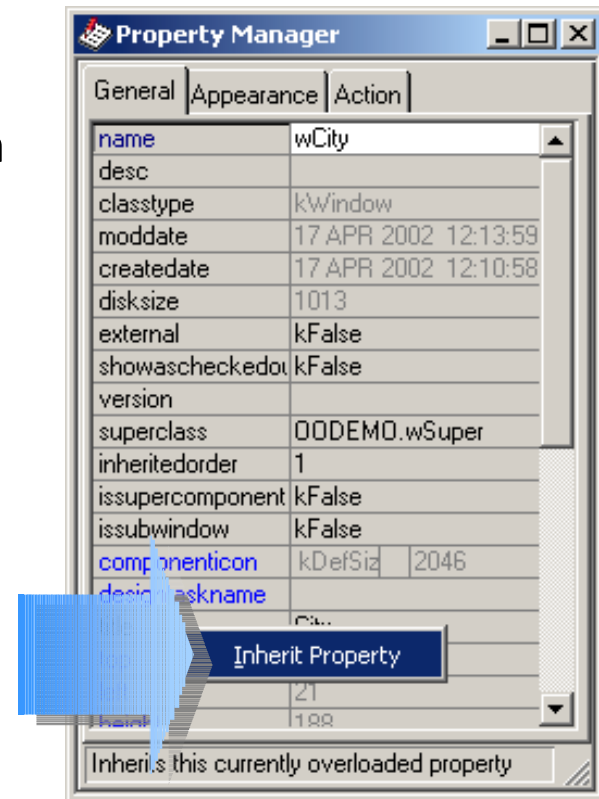 Property Manager
General Appearance Action
name wCity
desc
classtype kWindow
moddate 17 APR 2002 12:13:59
createdate 17 APR 2002 12:10:58
disksize 1013
external kFalse
showascheckedou kFalse
version
superclass OODEMO.wSuper
inheritedorder 1
issupercomponent kFalse
issubwindow kFalse
componenticon kDefSiz 2046
Inherit Property
21
188
Inherits this currently overloaded property